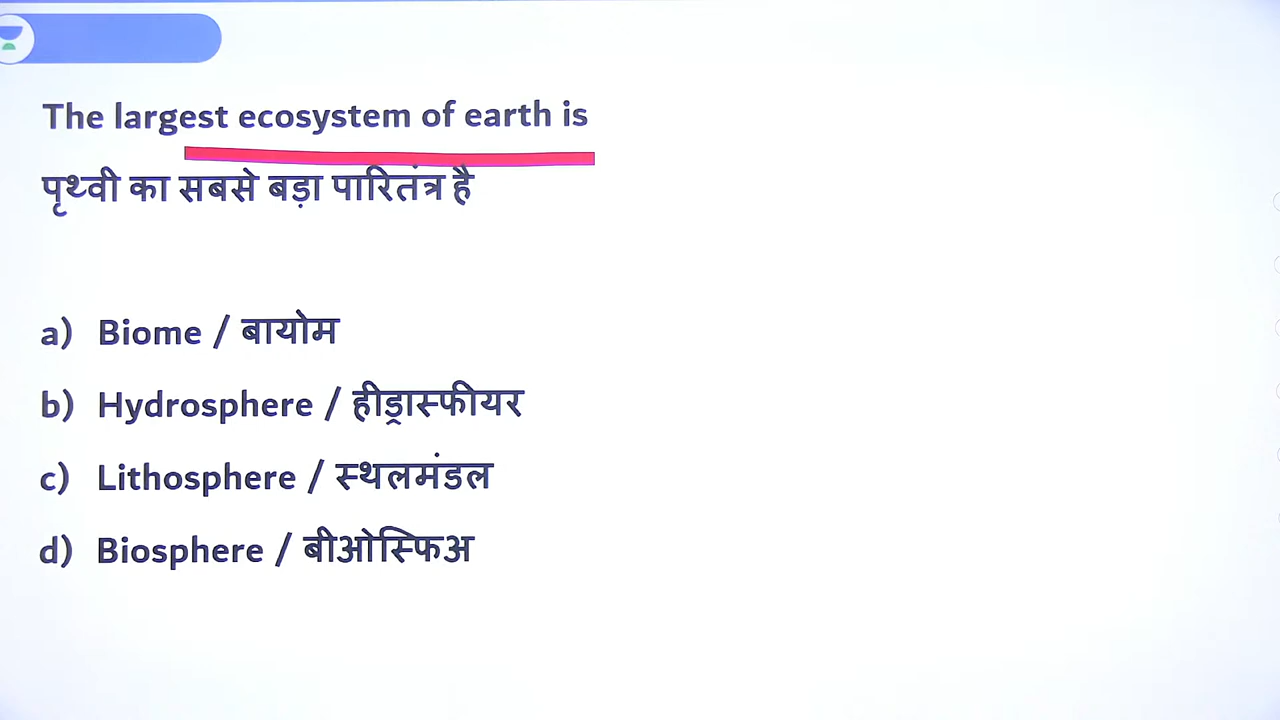 The largest ecosystem of earth is
पृथ्वी का सबसे बड़ा पारितंत्र है
a) Biome / बायोम
b) Hydrosphere / हीड्रास्फीयर
c) Lithosphere / स्थलमंडल
d) Biosphere / बीओस्फिअ